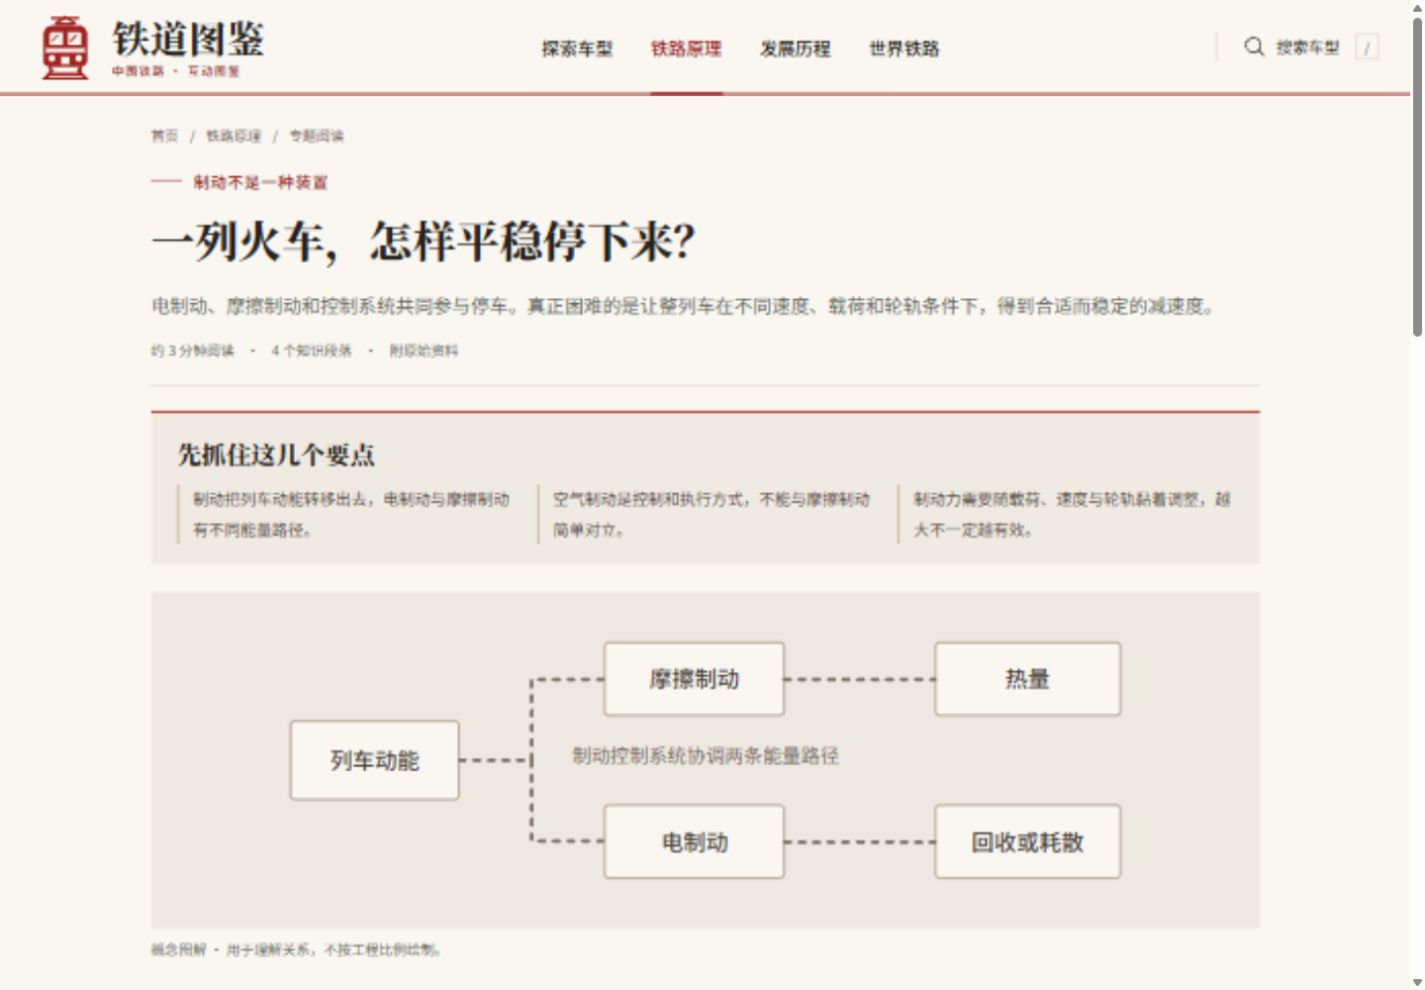 铁道图鉴
中国铁路 · 互动图鉴
探索车型 铁路原理 发展历程 世界铁路
搜索车型 /
首页 / 铁路原理 / 专题阅读
制动不是一种装置
一列火车，怎样平稳停下来？
电制动、摩擦制动和控制系统共同参与停车。真正困难的是让整列车在不同速度、载荷和轮轨条件下，得到合适而稳定的减速度。
约 3 分钟阅读 · 4 个知识段落 · 附原始资料
先抓住这几个要点
制动把列车动能转移出去，电制动与摩擦制动
有不同能量路径。
空气制动是控制和执行方式，不能与摩擦制动
简单对立。
制动力需要随载荷、速度与轮轨黏着调整，越
大不一定越有效。
摩擦制动
热量
列车动能
制动控制系统协调两条能量路径
电制动
回收或耗散
概念图解 · 用于理解关系，不按工程比例绘制。